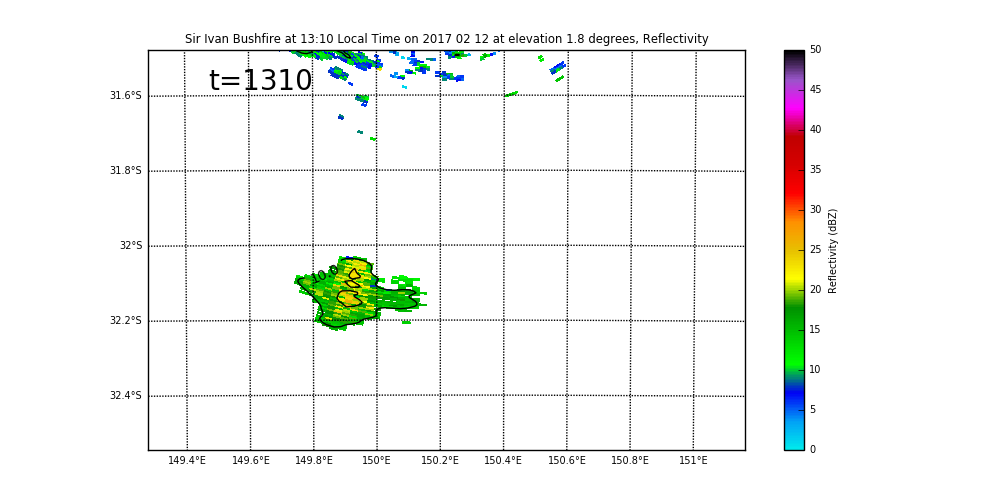 Sir Ivan Bushfire at 13:10 Local Time on 2017 02 12 at elevation 1.8 degrees, Reflectivity
t=1310
31.6°S
31.8°S
32°S
32.2°S
32.4°S
149.4°E 149.6°E 149.8°E 150°E 150.2°E 150.4°E 150.6°E 150.8°E 151°E
50
45
40
35
30
25
20
15
10
5
0
Reflectivity (dBZ)